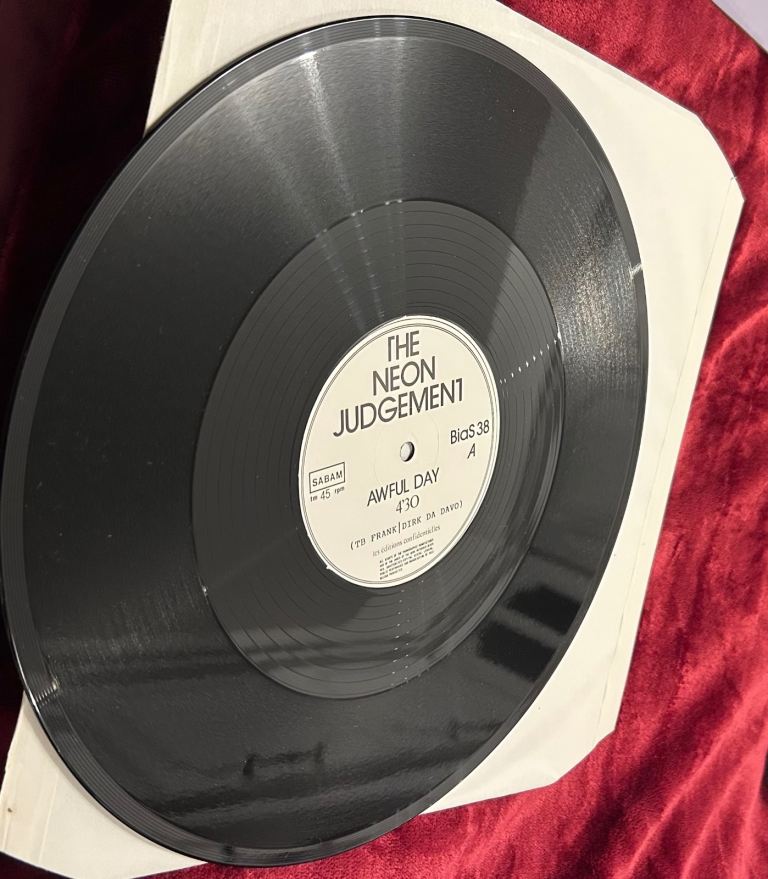 THE
NEON
JUDGEMENT
BIAS 38
A
SABAM
45 rpm
AWFUL DAY
4'30
(TB FRANK|DIRK DA DAVO)
les éditions confidentielles